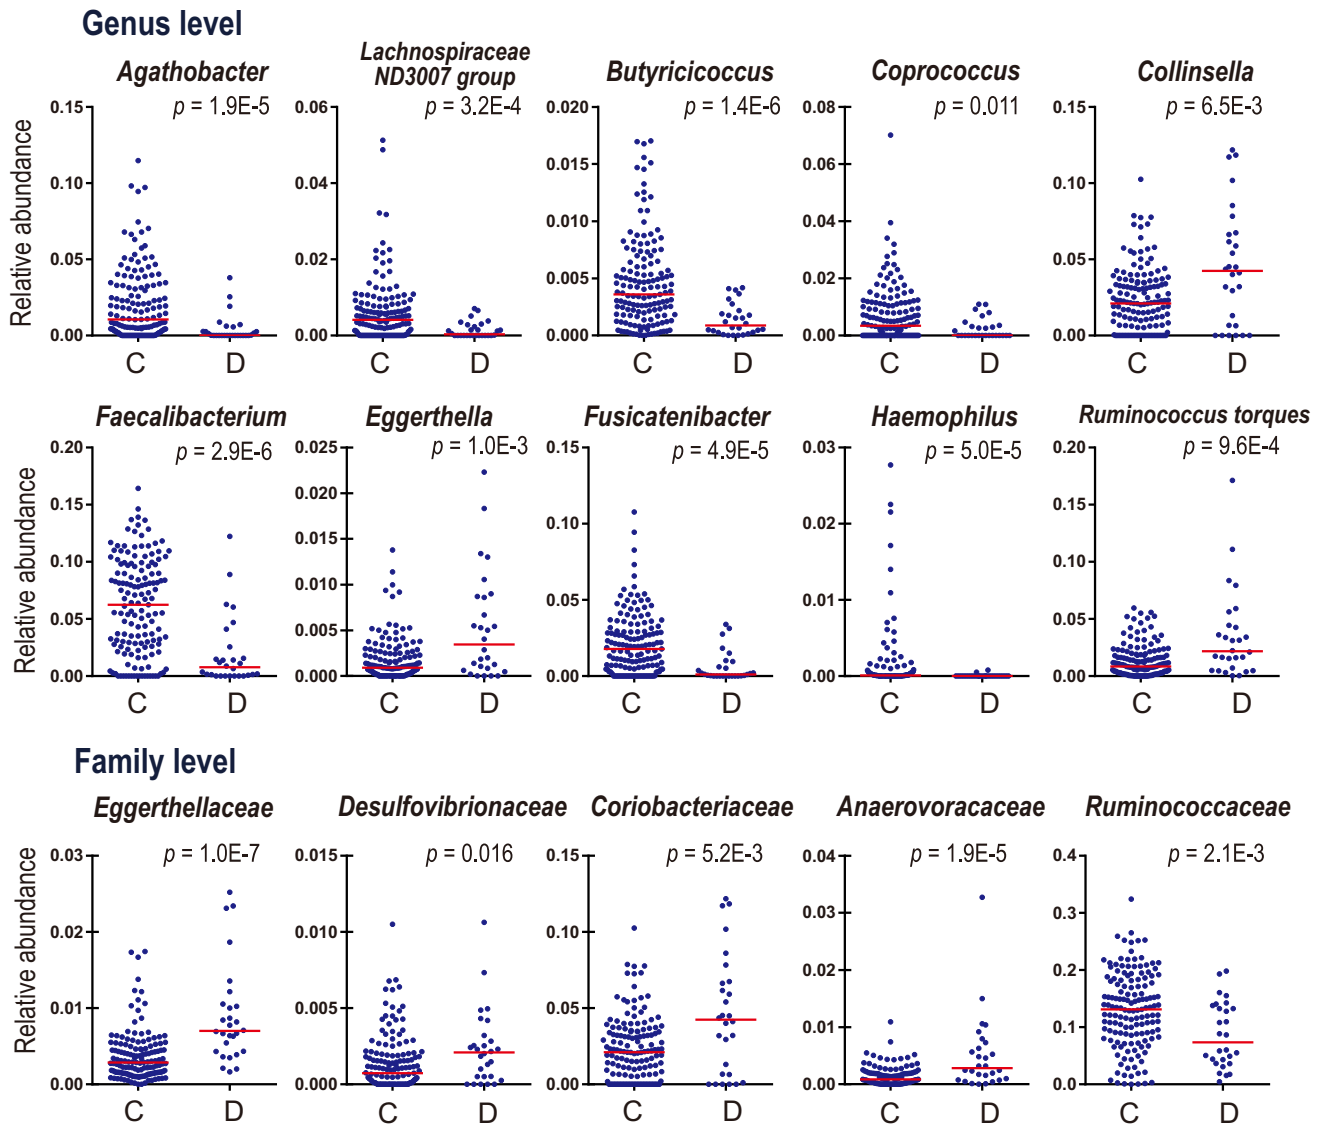 Genus level
Agathobacter
Lachnospiraceae
ND3007 group
Butyricicoccus
Coprococcus
Collinsella
p = 1.9E-5
p = 3.2E-4
p = 1.4E-6
p = 0.011
p = 6.5E-3
Relative abundance
0.15
0.10
0.05
0.00
C
D
0.06
0.04
0.02
0.00
C
D
0.020
0.015
0.010
0.005
0.000
C
D
0.08
0.06
0.04
0.02
0.00
C
D
0.15
0.10
0.05
0.00
C
D
Faecalibacterium
Eggerthella
Fusicatenibacter
Haemophilus
Ruminococcus torques
p = 2.9E-6
p = 1.0E-3
p = 4.9E-5
p = 5.0E-5
p = 9.6E-4
Relative abundance
0.20
0.15
0.10
0.05
0.00
C
D
0.025
0.020
0.015
0.010
0.005
0.000
C
D
0.15
0.10
0.05
0.00
C
D
0.03
0.02
0.01
0.00
C
D
0.20
0.15
0.10
0.05
0.00
C
D
Family level
Eggerthellaceae
Desulfovibrionaceae
Coriobacteriaceae
Anaerovoracaceae
Ruminococcaceae
p = 1.0E-7
p = 0.016
p = 5.2E-3
p = 1.9E-5
p = 2.1E-3
Relative abundance
0.03
0.02
0.01
0.00
C
D
0.015
0.010
0.005
0.000
C
D
0.15
0.10
0.05
0.00
C
D
0.04
0.03
0.02
0.01
0.00
C
D
0.4
0.3
0.2
0.1
0.0
C
D